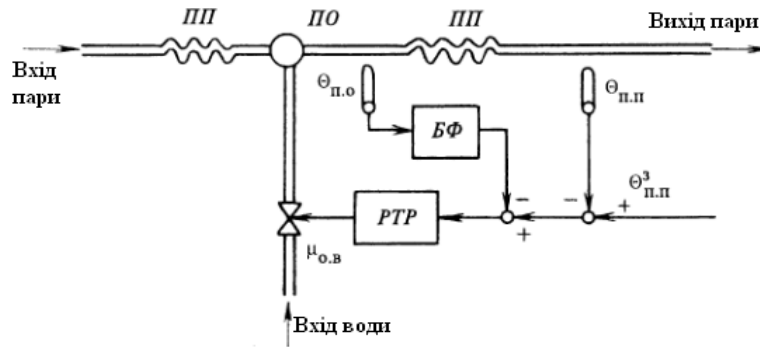 ПП
ПО
ПП
Вихід пари
Вхід
пари
Θп.о
Θп.п
БФ
−
−
Θ³п.п
+
РТР
+
μо.в
Вхід води